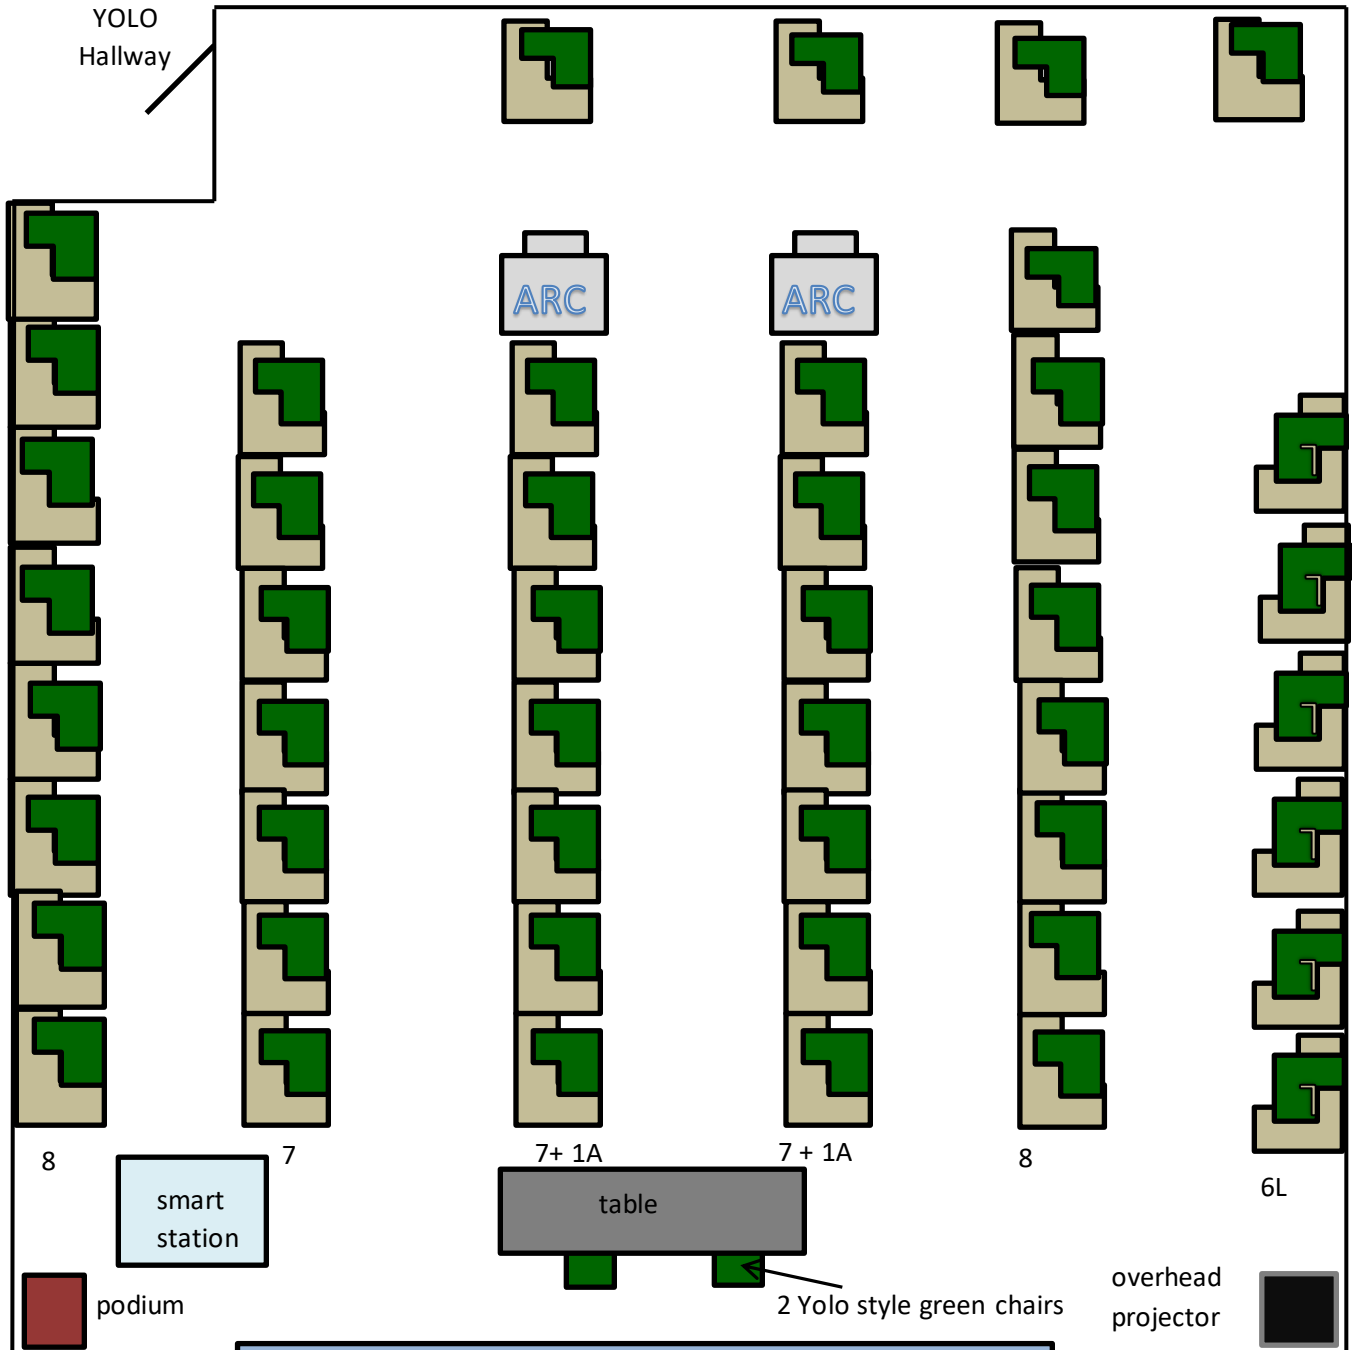 YOLO
Hallway
ARC
ARC
8
7
7+ 1A
7 + 1A
8
6L
smart
station
table
podium
2 Yolo style green chairs
overhead
projector